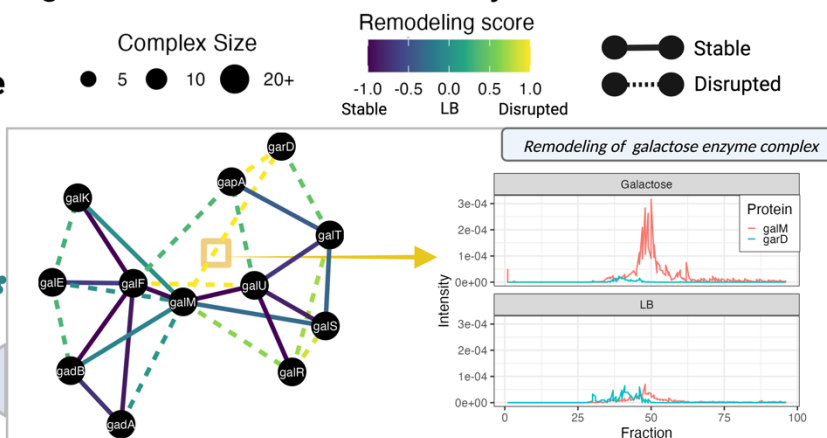 Complex Size
5 10 20+
Remodeling score
-1.0 -0.5 0.0 0.5 1.0
Stable LB Disrupted
Stable
Disrupted
Remodeling of galactose enzyme complex
garD
gapA
galK
galT
galE
galF
galM
galU
galS
gadB
galR
gadA
Galactose
3e-04
2e-04
1e-04
0e+00
Protein
galM
garD
Intensity
LB
3e-04
2e-04
1e-04
0e+00
0 25 50 75 100
Fraction